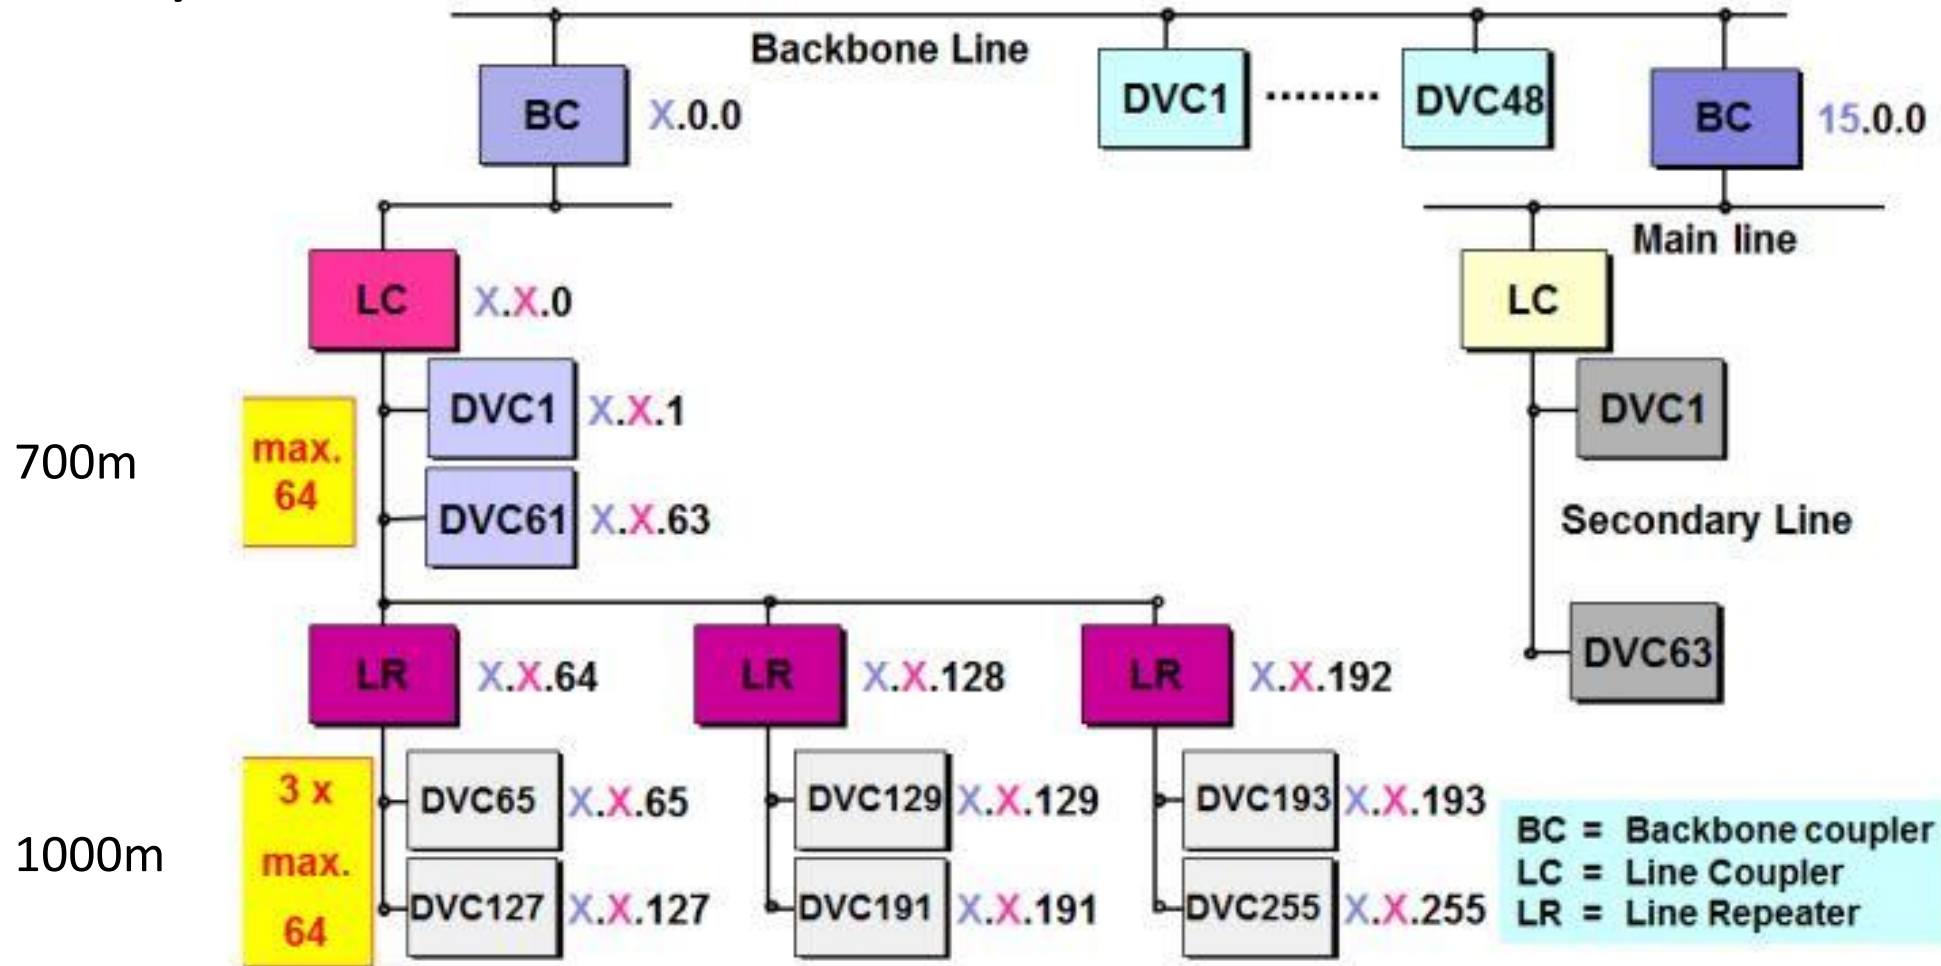 Backbone Line
BC
X.0.0
DVC1
........
DVC48
BC
15.0.0
Main line
LC
X.X.0
LC
DVC1
X.X.1
DVC1
700m
max.
64
DVC61
X.X.63
Secondary Line
LR
X.X.64
LR
X.X.128
LR
X.X.192
DVC63
1000m
3 x
max.
64
DVC65
X.X.65
DVC129
X.X.129
DVC193
X.X.193
DVC127
X.X.127
DVC191
X.X.191
DVC255
X.X.255
BC = Backbone coupler
LC = Line Coupler
LR = Line Repeater